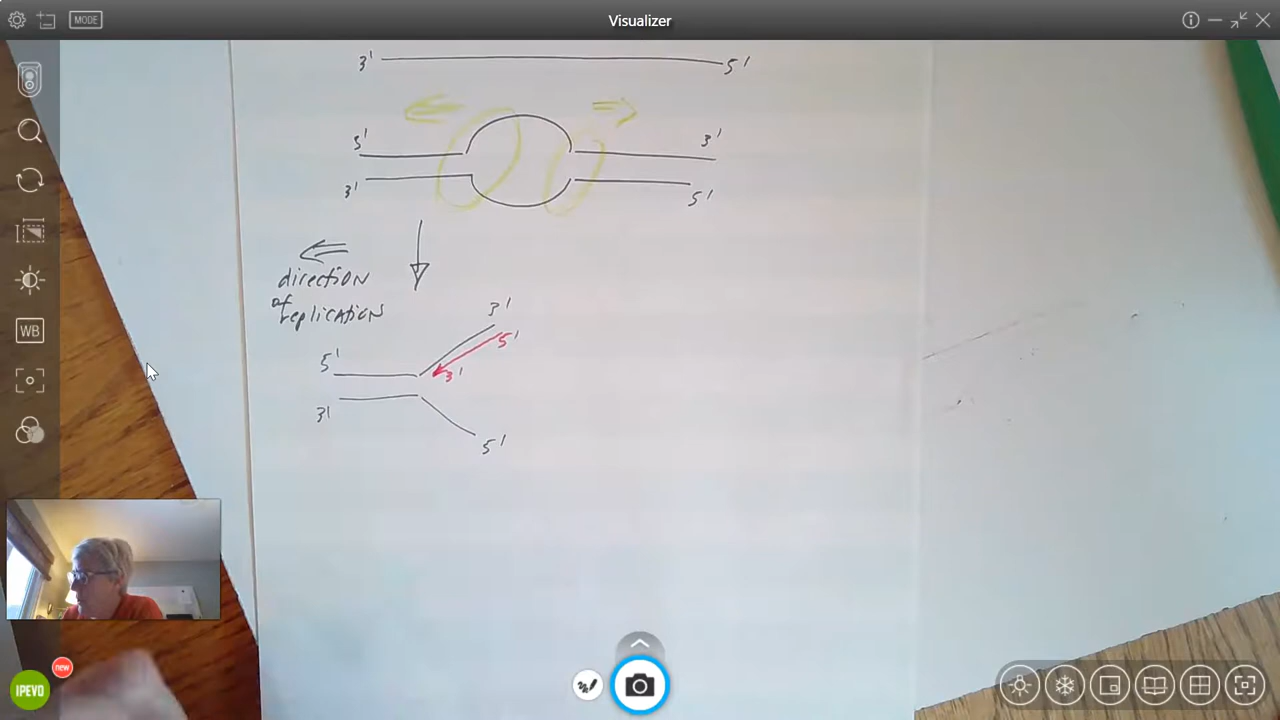 MODE
Visualizer
3' 5'
5' 3'
3' 5'
direction
of
replication
3'
5'
5'
3'
3'
5'
WB
new
IPEVO